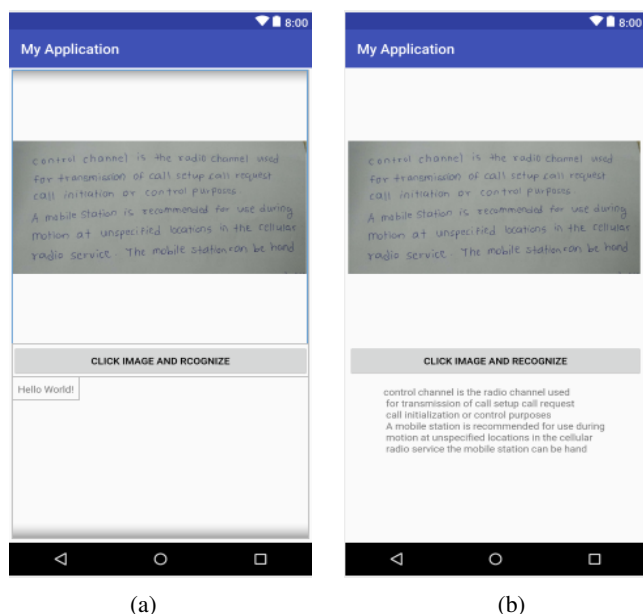 8:00
My Application
control channel is the radio channel used
for transmission of call setup call request
call initiation or control purposes.
A mobile station is recommended for use during
motion at unspecified locations in the cellular
radio service. The mobile station can be hand
CLICK IMAGE AND RCOGNIZE
Hello World!
(a)
8:00
My Application
control channel is the radio channel used
for transmission of call setup call request
call initiation or control purposes.
A mobile station is recommended for use during
motion at unspecified locations in the cellular
radio service. The mobile station can be hand
CLICK IMAGE AND RECOGNIZE
control channel is the radio channel used
for transmission of call setup call request
call initialization or control purposes
A mobile station is recommended for use during
motion at unspecified locations in the cellular
radio service the mobile station can be hand
(b)